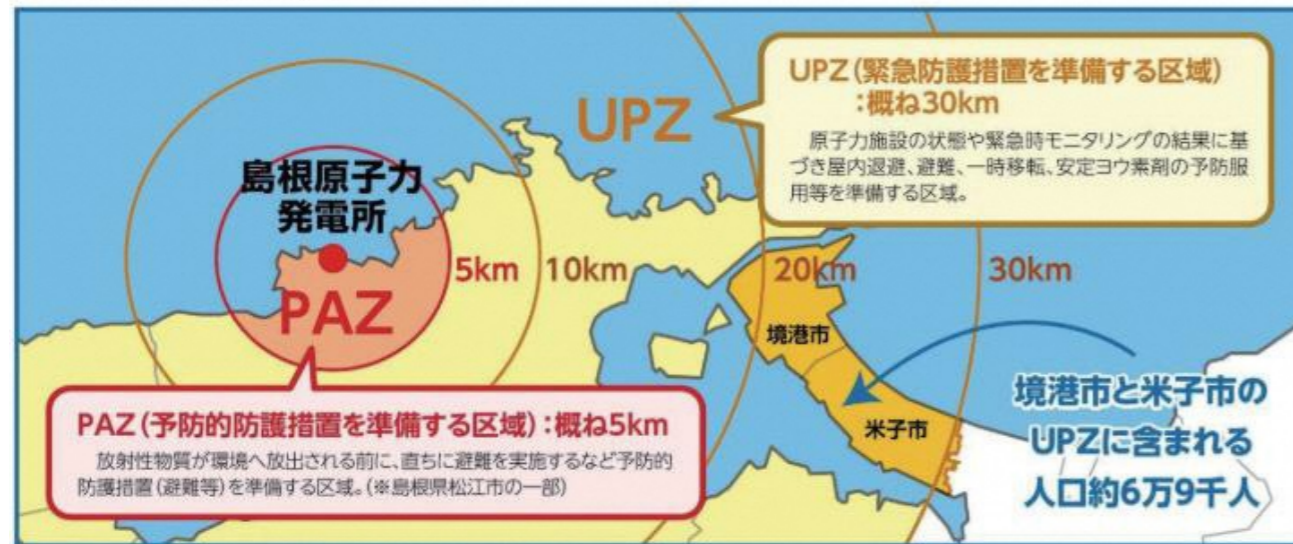 UPZ(緊急防護措置を準備する区域)
:概ね30km
原子力施設の状態や緊急時モニタリングの結果に基
づき屋内退避、避難、一時移転、安定ヨウ素剤の予防服
用等を準備する区域。
UPZ
島根原子力
発電所
PAZ
5km
10km
20km
30km
境港市
米子市
PAZ(予防的防護措置を準備する区域):概ね5km
放射性物質が環境へ放出される前に、直ちに避難を実施するなど予防的
防護措置(避難等)を準備する区域。(※島根県松江市の一部)
境港市と米子市の
UPZに含まれる
人口約6万9千人